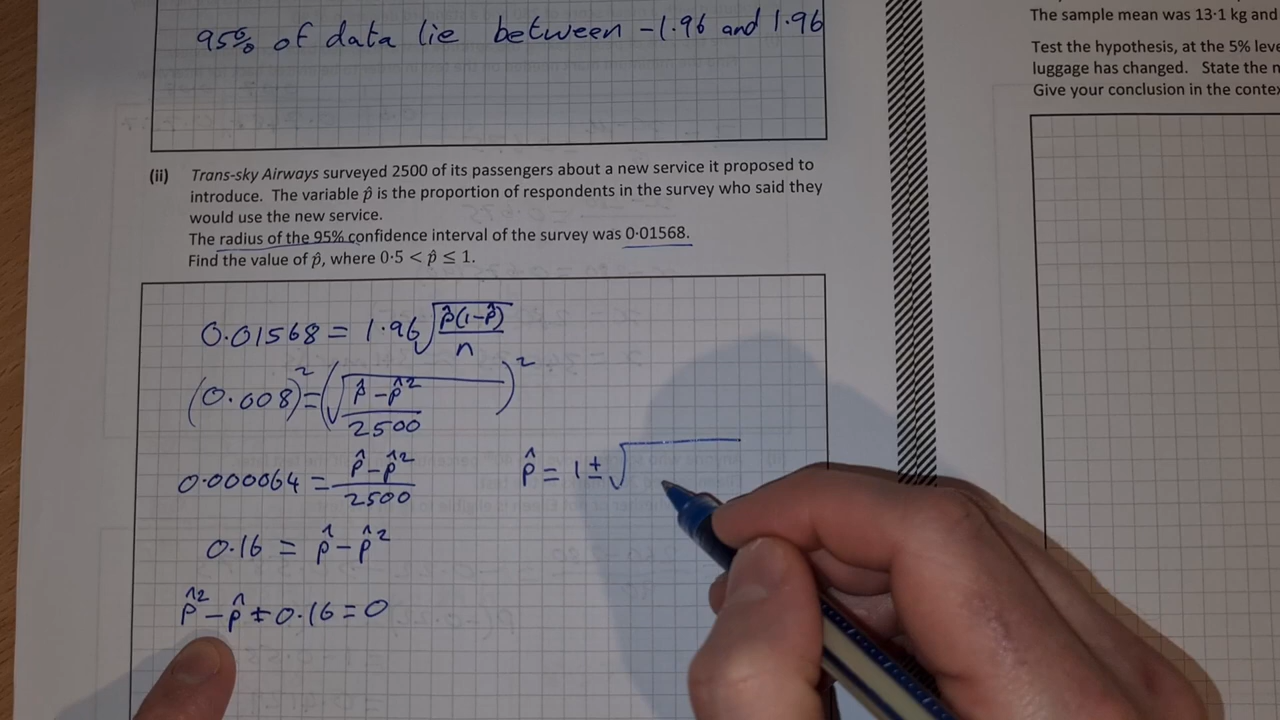 95% of data lie between -1.96 and 1.96
(ii) Trans-sky Airways surveyed 2500 of its passengers about a new service it proposed to
introduce. The variable p̂ is the proportion of respondents in the survey who said they
would use the new service.
The radius of the 95% confidence interval of the survey was 0·01568.
Find the value of p̂, where 0·5 < p̂ ≤ 1.
0.01568 = 1.96√(p̂(1-p̂)/n)
(0.008)² = (√(p̂-p̂²/2500))²
0.000064 = p̂-p̂²/2500
0.16 = p̂-p̂²
p̂²-p̂+0.16=0
p̂ = 1±√
The sample mean was 13·1 kg and
Test the hypothesis, at the 5% leve
luggage has changed. State the n
Give your conclusion in the contex